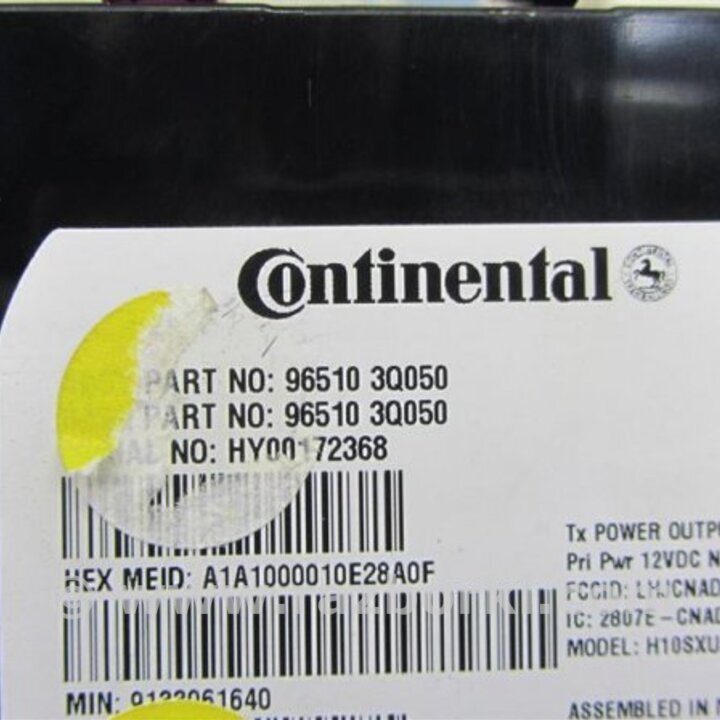 Continental
PART NO: 96510 3Q050
PART NO: 96510 3Q050
NO: HY00172368
HEX MEID: A1A1000010E28A0F
MIN:
Tx POWER
Pri Pwr 12VDC
FCCID:
IC: 2807E-
MODEL:
ASSEMBLED IN